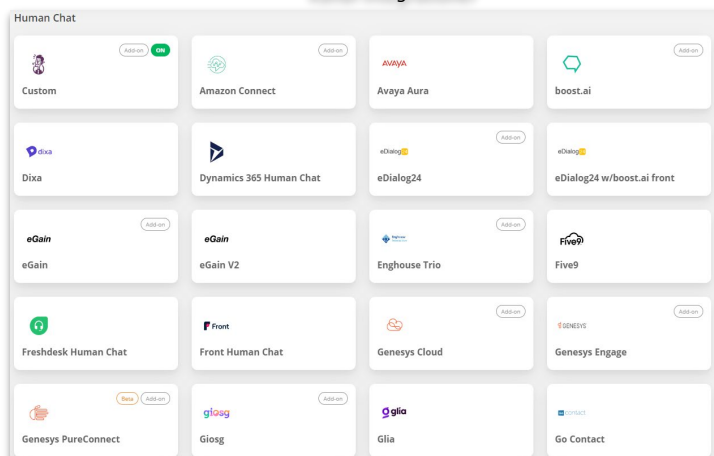 Human Chat
Add-on ON
Custom
Add-on
Amazon Connect
AVAYA
Avaya Aura
Add-on
boost.ai
dixa
Dixa
Dynamics 365 Human Chat
Add-on
eDialog24
eDialog24
eDialog24
eDialog24 w/boost.ai front
Add-on
eGain
eGain
eGain
eGain V2
Add-on
Enghouse
Enghouse Trio
Five9
Five9
Freshdesk Human Chat
Front
Front Human Chat
Add-on
Genesys Cloud
Add-on
GENESYS
Genesys Engage
Beta Add-on
Genesys PureConnect
Add-on
giosg
Giosg
glia
Glia
contact
Go Contact